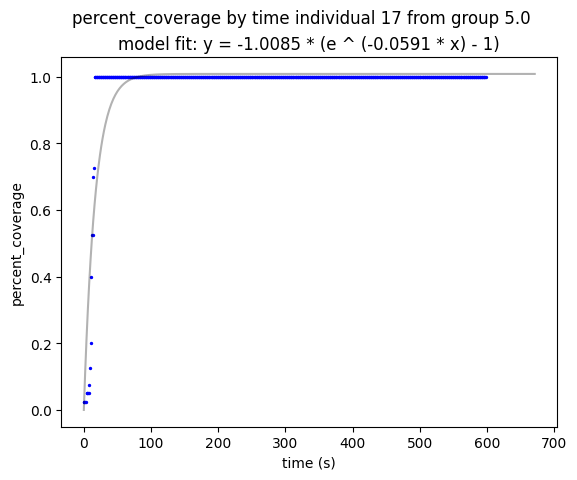 percent_coverage by time individual 17 from group 5.0
model fit: y = -1.0085 * (e ^ (-0.0591 * x) - 1)
1.0
0.8
0.6
0.4
0.2
0.0
percent_coverage
0 100 200 300 400 500 600 700
time (s)